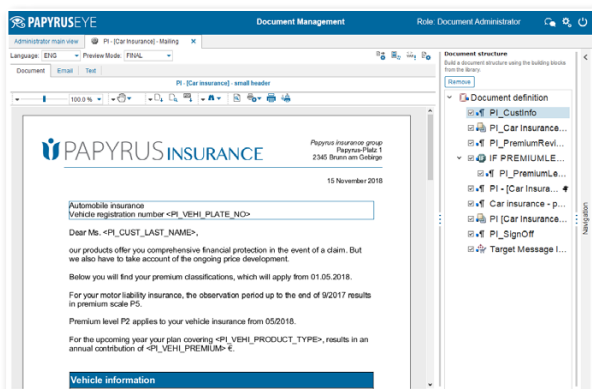 PAPYRUSEYE
Document Management
Role: Document Administrator
Administrator main view
PI - [Car Insurance] - Mailing
Language: ENG
Preview Mode: FINAL
Document
Email
Text
PI - [Car insurance] - small header
100.0 %
PAPYRUS INSURANCE
Papyrus insurance group
Papyrus-Platz 1
2345 Brunn am Gebirge
15 November 2018
Automobile insurance
Vehicle registration number <PI_VEHI_PLATE_NO>
Dear Ms. <PI_CUST_LAST_NAME>,
our products offer you comprehensive financial protection in the event of a claim. But
we also have to take account of the ongoing price development.
Below you will find your premium classifications, which will apply from 01.05.2018.
For your motor liability insurance, the observation period up to the end of 9/2017 results
in premium scale P5.
Premium level P2 applies to your vehicle insurance from 05/2018.
For the upcoming year your plan covering <PI_VEHI_PRODUCT_TYPE>, results in an
annual contribution of <PI_VEHI_PREMIUM> €.
Vehicle information
Document structure
Build a document structure using the building blocks
from the library.
Remove
Document definition
PI_CustInfo
PI_Car Insurance...
PI_PremiumRevi...
IF PREMIUMLE...
PI_PremiumLe...
PI - [Car Insura...
Car insurance - p...
PI [Car Insurance...
PI_SignOff
Target Message I...
Navigation